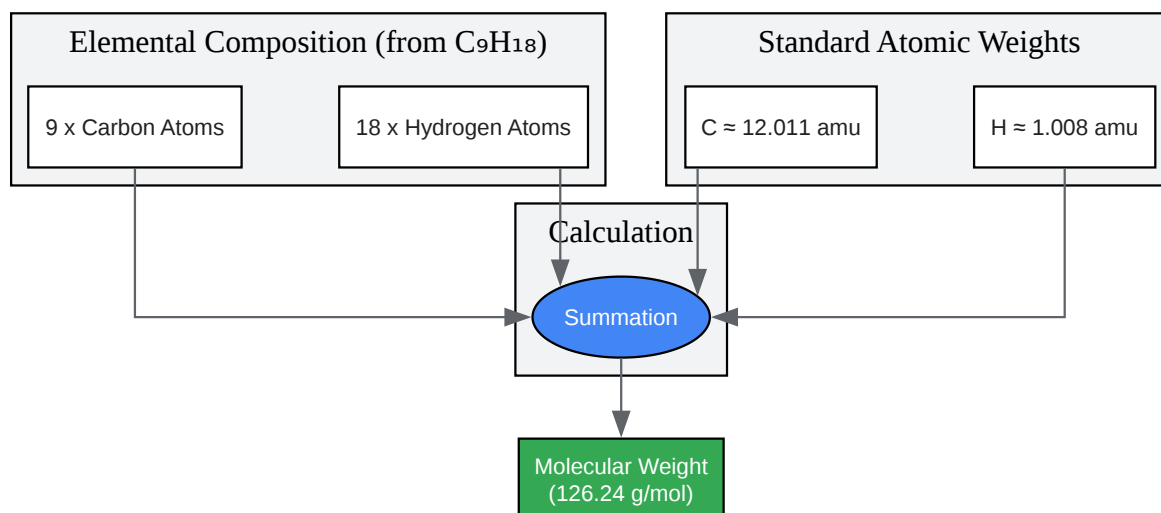 Elemental Composition (from C₉H₁₈)
9 x Carbon Atoms
18 x Hydrogen Atoms
Standard Atomic Weights
C ≈ 12.011 amu
H ≈ 1.008 amu
Calculation
Summation
Molecular Weight
(126.24 g/mol)